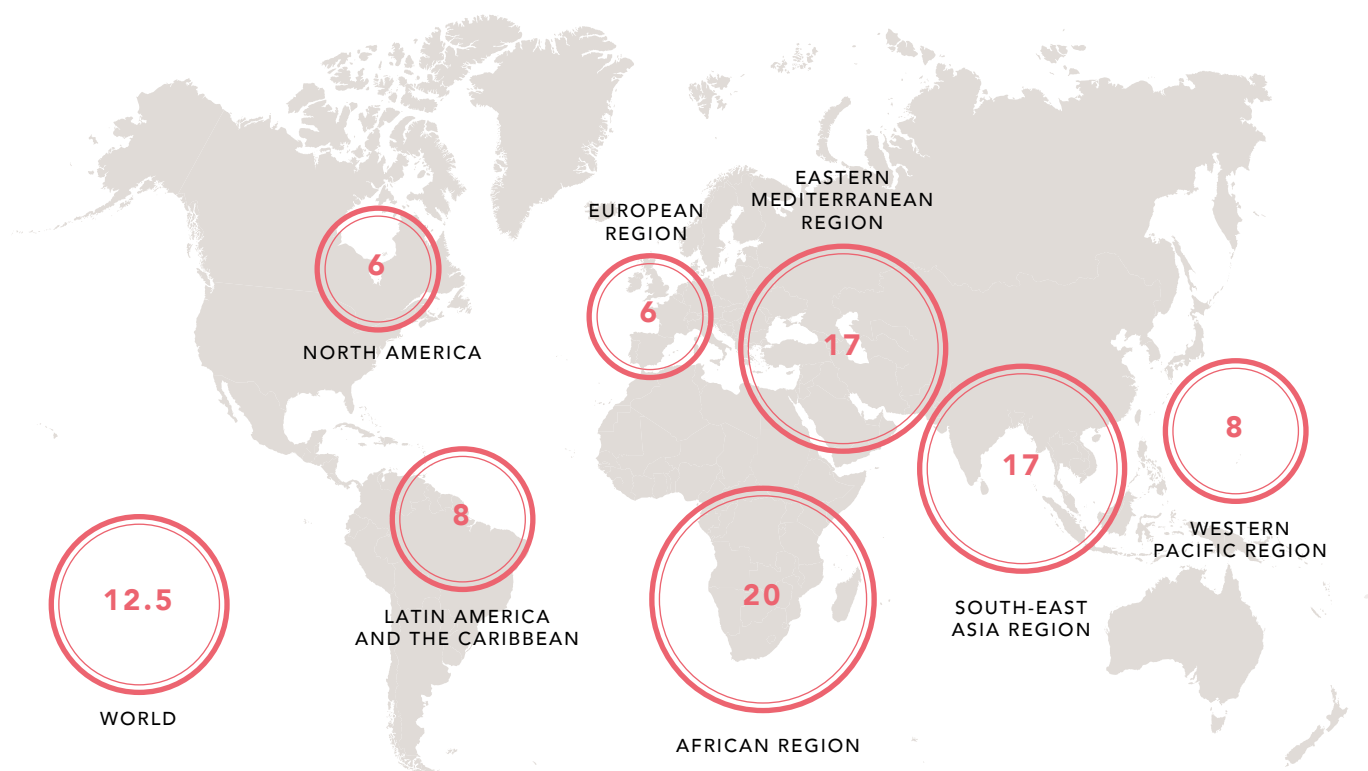 EASTERN
MEDITERRANEAN
REGION
EUROPEAN
REGION
6
NORTH AMERICA
6
17
17
8
WESTERN
PACIFIC REGION
8
LATIN AMERICA
AND THE CARIBBEAN
12.5
WORLD
20
AFRICAN REGION
SOUTH-EAST
ASIA REGION